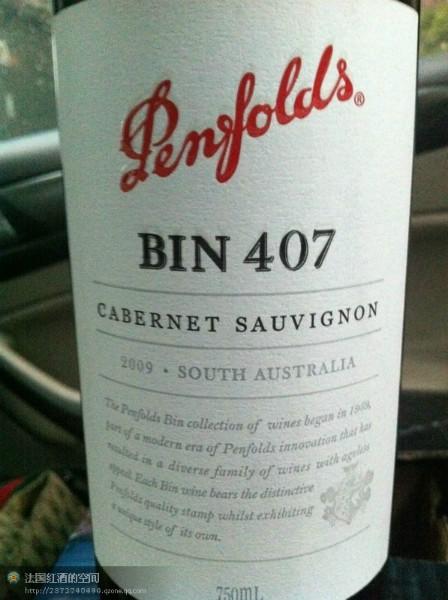 Penfolds®
BIN 407
CABERNET SAUVIGNON
2009 · SOUTH AUSTRALIA
The Penfolds Bin collection of wines began in 1959,
part of a modern era of Penfolds innovation that has
resulted in a diverse family of wines with ageless
appeal. Each Bin wine bears the distinctive
Penfolds quality stamp whilst exhibiting
a unique style of its own.
750mL
法国红酒的空间